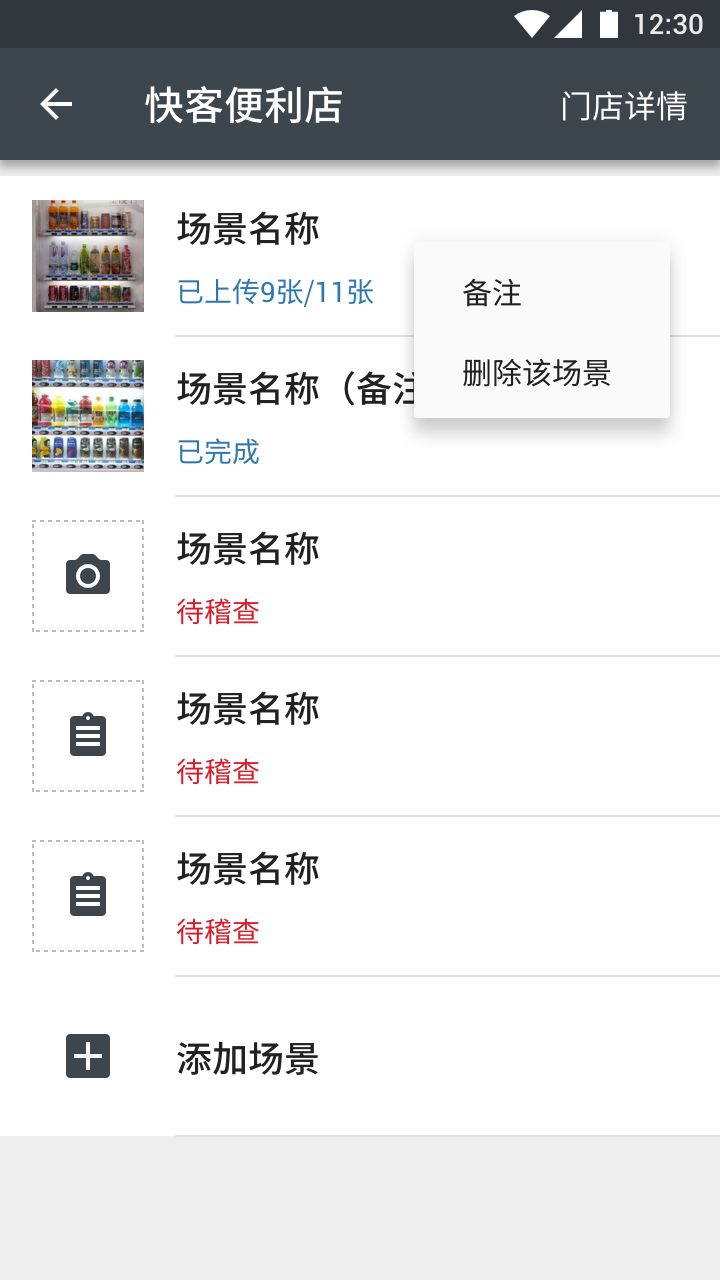 12:30
快客便利店
门店详情
场景名称
已上传9张/11张
备注
删除该场景
场景名称（备注
已完成
场景名称
待稽查
场景名称
待稽查
场景名称
待稽查
添加场景